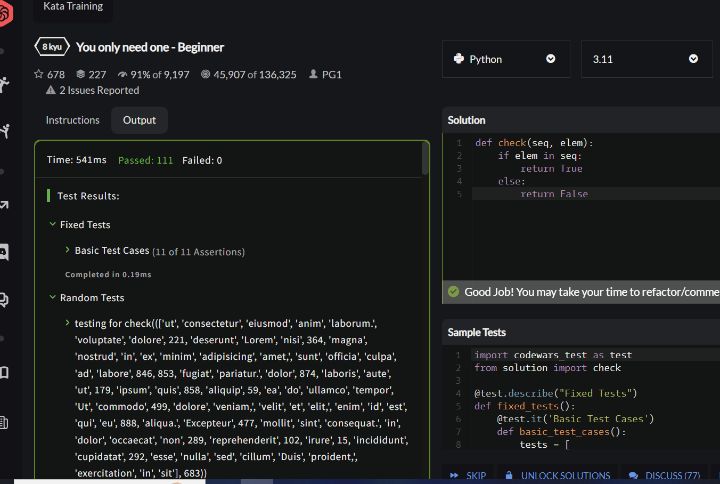 Kata Training
8 kyu You only need one - Beginner
678 227 91% of 9,197 45,907 of 136,325 PG1
2 Issues Reported
Instructions Output
Time: 541ms Passed: 111 Failed: 0
Test Results:
Fixed Tests
Basic Test Cases (11 of 11 Assertions)
Completed in 0.19ms
Random Tests
testing for check((['ut', 'consectetur', 'eiusmod', 'anim', 'laborum.',
'voluptate', 'dolore', 221, 'deserunt', 'Lorem', 'nisi', 364, 'magna',
'nostrud', 'in', 'ex', 'minim', 'adipisicing', 'amet,', 'sunt', 'officia', 'culpa',
'ad', 'labore', 846, 853, 'fugiat', 'pariatur.', 'dolor', 874, 'laboris', 'aute',
'ut', 179, 'ipsum', 'quis', 858, 'aliquip', 59, 'ea', 'do', 'ullamco', 'tempor',
'Ut', 'commodo', 499, 'dolore', 'veniam,', 'velit', 'et', 'elit,', 'enim', 'id', 'est',
'qui', 'eu', 888, 'aliqua.', 'Excepteur', 477, 'mollit', 'sint', 'consequat.', 'in',
'dolor', 'occaecat', 'non', 289, 'reprehenderit', 102, 'irure', 15, 'incididunt',
'cupidatat', 292, 'esse', 'nulla', 'sed', 'cillum', 'Duis', 'proident,',
'exercitation', 'in', 'sit'], 683))
Python 3.11
Solution
1 def check(seq, elem):
2 if elem in seq:
3 return True
4 else:
5 return False
Good Job! You may take your time to refactor/comme
Sample Tests
1 import codewars_test as test
2 from solution import check
3
4 @test.describe("Fixed Tests")
5 def fixed_tests():
6 @test.it('Basic Test Cases')
7 def basic_test_cases():
8 tests = [
SKIP UNLOCK SOLUTIONS DISCUSS (77)